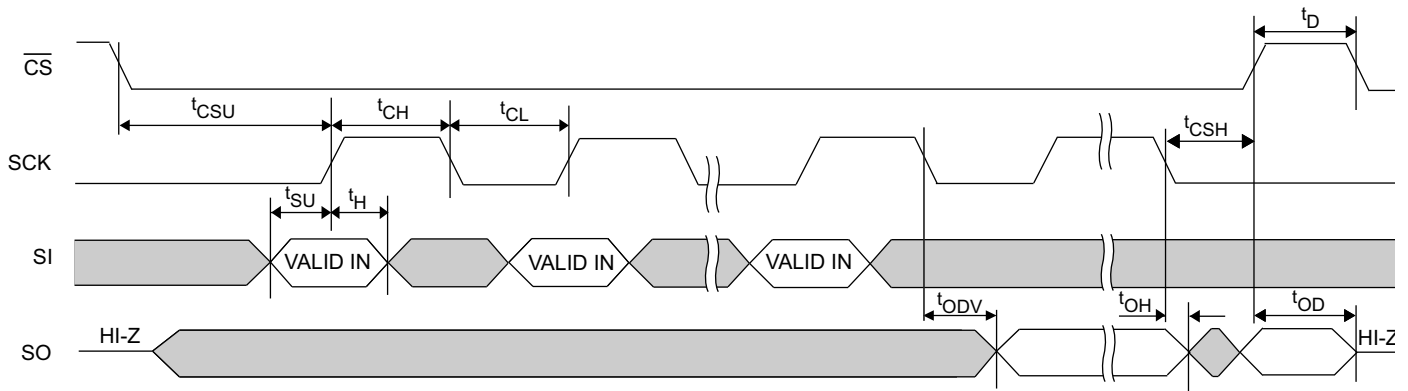 tD
CS
tCSU
tCH
tCL
tCSH
SCK
tSU
tH
SI
VALID IN
VALID IN
VALID IN
tODV
tOH
tOD
HI-Z
HI-Z
SO